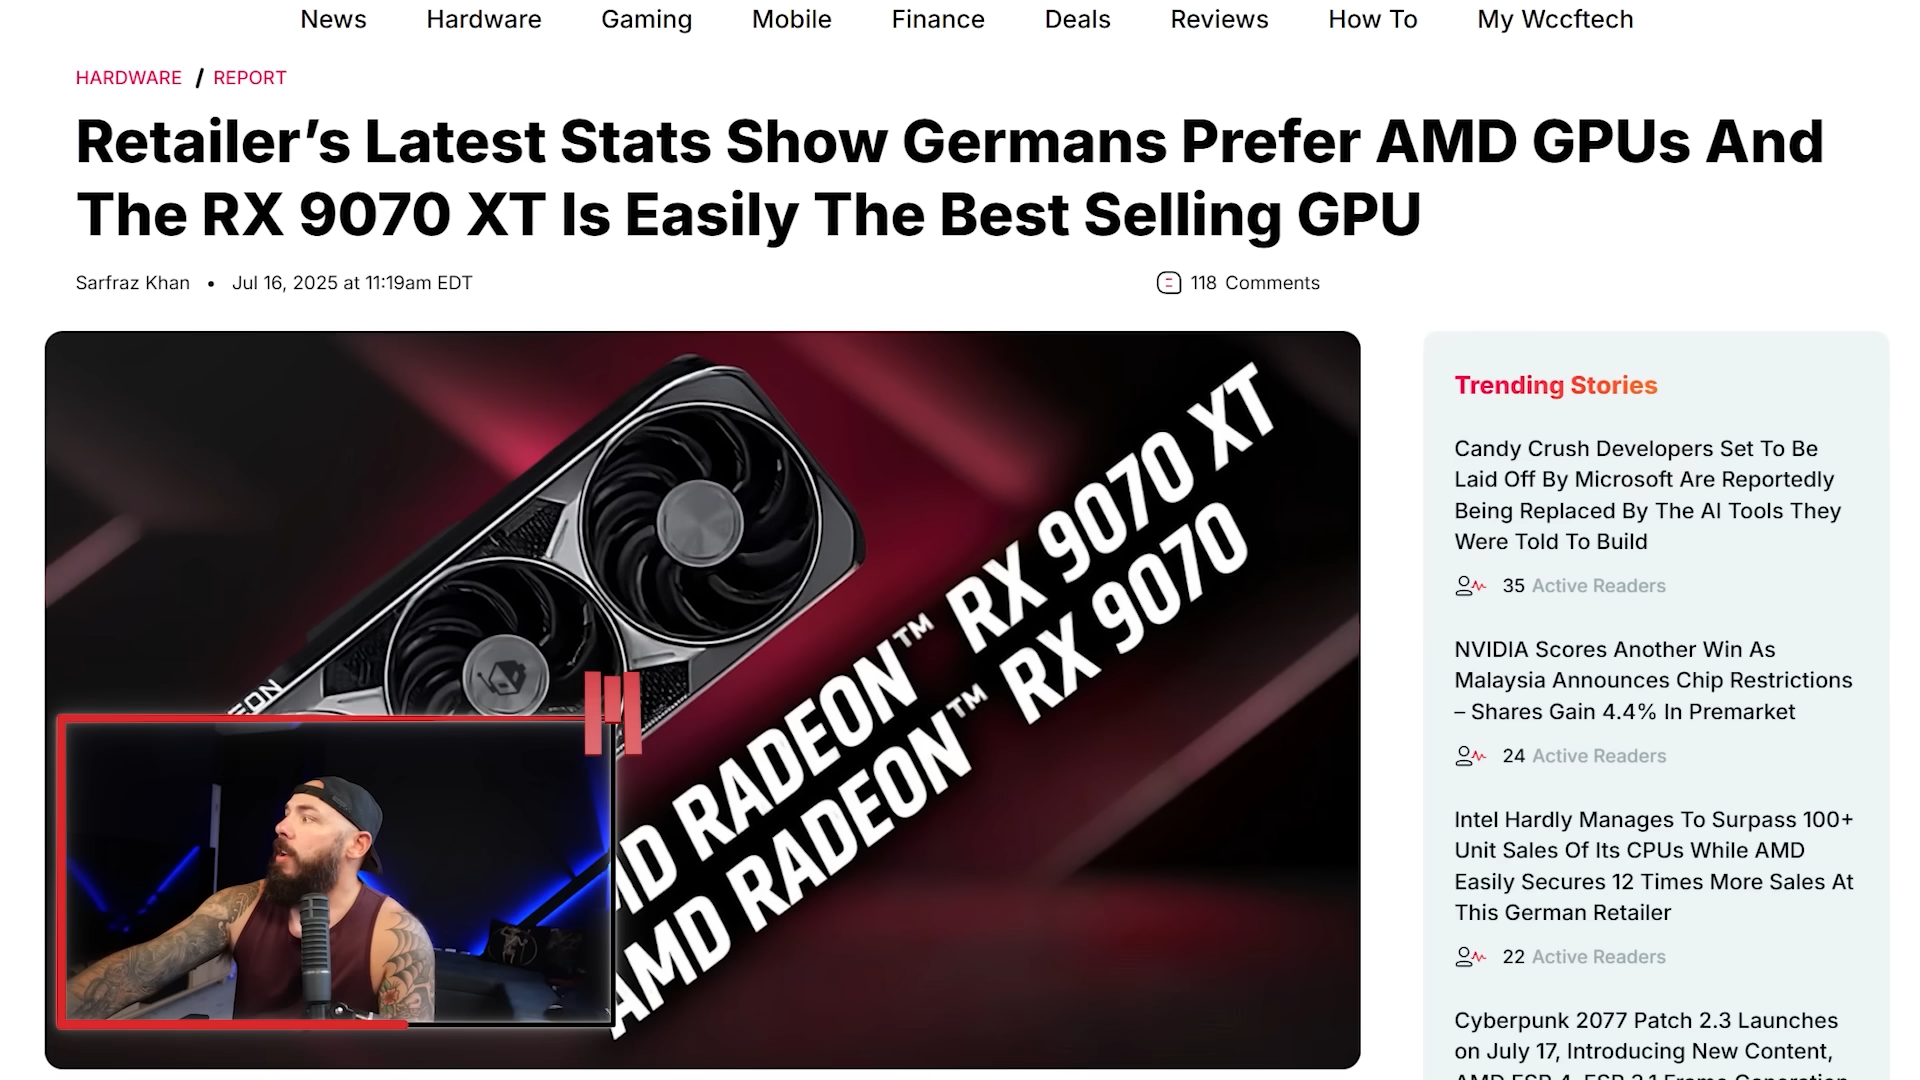 News Hardware Gaming Mobile Finance Deals Reviews How To My Wccftech
HARDWARE / REPORT
Retailer’s Latest Stats Show Germans Prefer AMD GPUs And
The RX 9070 XT Is Easily The Best Selling GPU
Sarfraz Khan • Jul 16, 2025 at 11:19am EDT
118 Comments
AMD RADEON™ RX 9070 XT
AMD RADEON™ RX 9070
Trending Stories
Candy Crush Developers Set To Be
Laid Off By Microsoft Are Reportedly
Being Replaced By The AI Tools They
Were Told To Build
35 Active Readers
NVIDIA Scores Another Win As
Malaysia Announces Chip Restrictions
– Shares Gain 4.4% In Premarket
24 Active Readers
Intel Hardly Manages To Surpass 100+
Unit Sales Of Its CPUs While AMD
Easily Secures 12 Times More Sales At
This German Retailer
22 Active Readers
Cyberpunk 2077 Patch 2.3 Launches
on July 17, Introducing New Content,